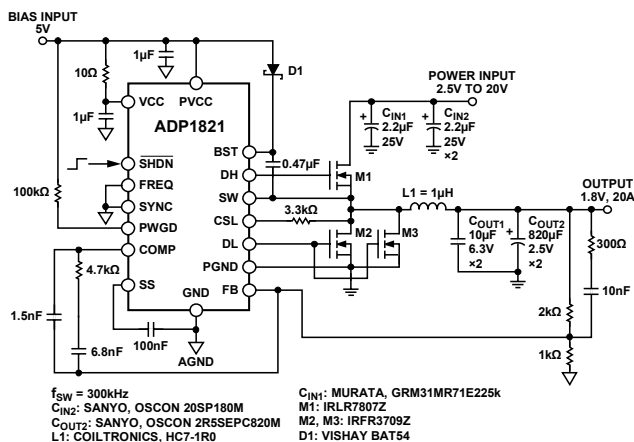 BIAS INPUT
5V
1µF
10Ω
1µF
D1
POWER INPUT
2.5V TO 20V
VCC
PVCC
ADP1821
BST
DH
SW
CSL
DL
PGND
FB
SHDN
FREQ
SYNC
PWGD
COMP
SS
GND
AGND
0.47µF
M1
CIN1
2.2µF
25V
CIN2
2.2µF
25V
×2
100kΩ
3.3kΩ
L1 = 1µH
OUTPUT
1.8V, 20A
M2
M3
COUT1
10µF
6.3V
×2
COUT2
820µF
2.5V
×2
300Ω
10nF
2kΩ
1kΩ
4.7kΩ
1.5nF
6.8nF
100nF
fSW = 300kHz
CIN2: SANYO, OSCON 20SP180M
COUT2: SANYO, OSCON 2R5SEPC820M
L1: COILTRONICS, HC7-1R0
CIN1: MURATA, GRM31MR71E225k
M1: IRLR7807Z
M2, M3: IRFR3709Z
D1: VISHAY BAT54